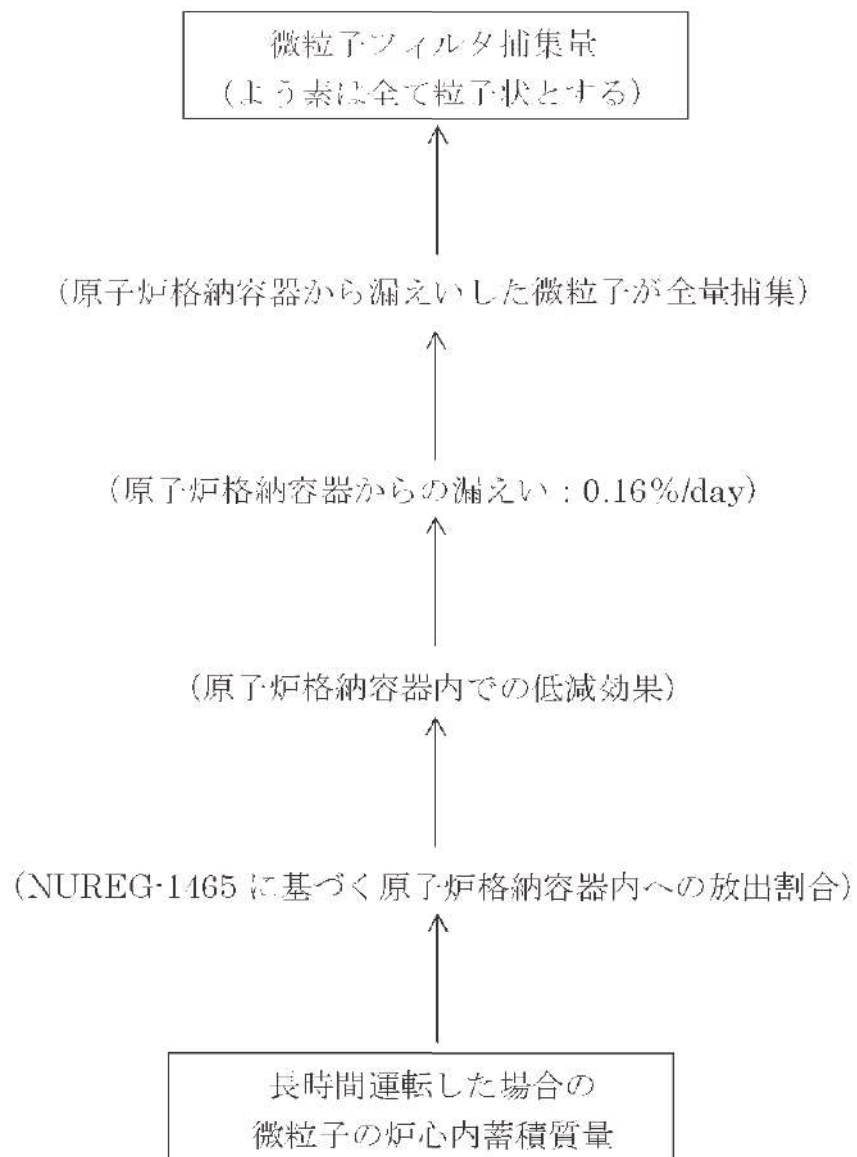 微粒子フィルタ捕集量
(よう素は全て粒子状とする)
(原子炉格納容器から漏えいした微粒子が全量捕集)
(原子炉格納容器からの漏えい：0.16%/day)
(原子炉格納容器内での低減効果)
(NUREG-1465 に基づく原子炉格納容器内への放出割合)
長時間運転した場合の
微粒子の炉心内蓄積質量